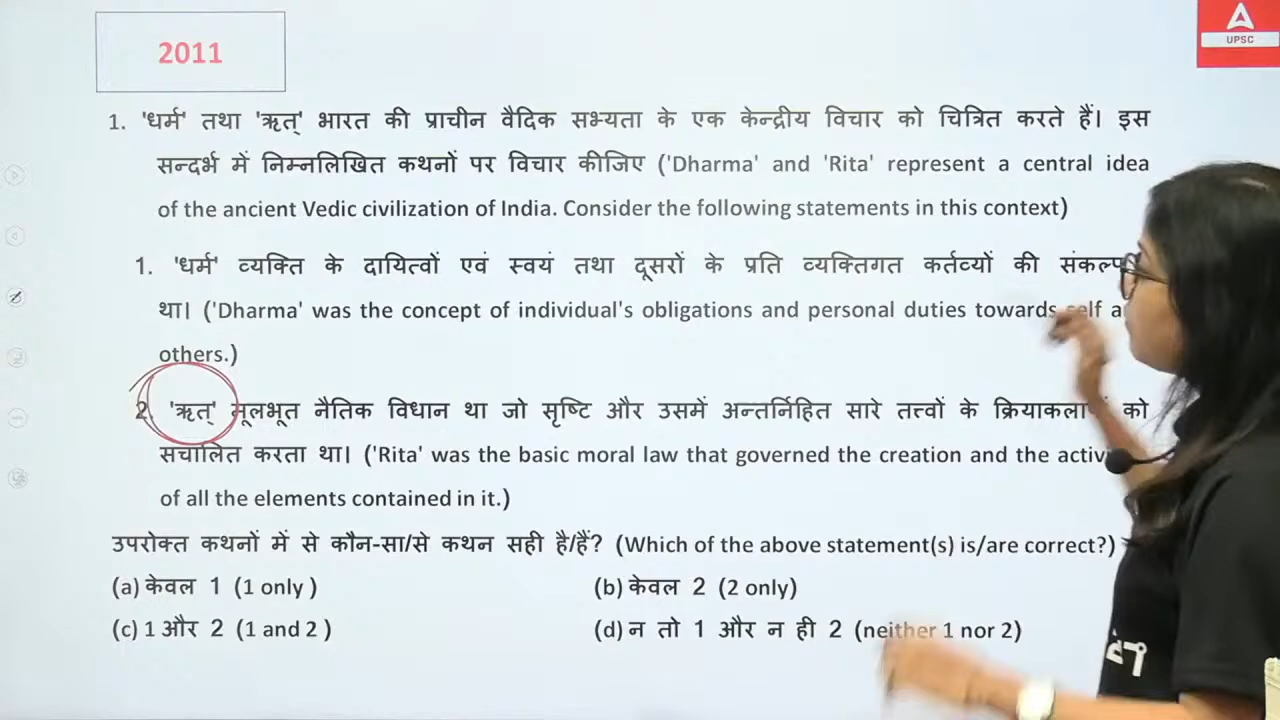 2011
UPSC
1. 'धर्म' तथा 'ऋत्' भारत की प्राचीन वैदिक सभ्यता के एक केन्द्रीय विचार को चित्रित करते हैं। इस
सन्दर्भ में निम्नलिखित कथनों पर विचार कीजिए ('Dharma' and 'Rita' represent a central idea
of the ancient Vedic civilization of India. Consider the following statements in this context)
1. 'धर्म' व्यक्ति के दायित्वों एवं स्वयं तथा दूसरों के प्रति व्यक्तिगत कर्तव्यों की
था। ('Dharma' was the concept of individual's obligations and personal duties towards
others.)
2. 'ऋत्' मूलभूत नैतिक विधान था जो सृष्टि और उसमें अन्तर्निहित सारे तत्त्वों के को
संचालित करता था। ('Rita' was the basic moral law that governed the creation and the
of all the elements contained in it.)
उपरोक्त कथनों में से कौन-सा/से कथन सही है/हैं? (Which of the above statement(s) is/are correct?)
(a) केवल 1 (1 only )
(b) केवल 2 (2 only)
(c) 1 और 2 (1 and 2 )
(d) न तो 1 और न ही 2 (neither 1 nor 2)